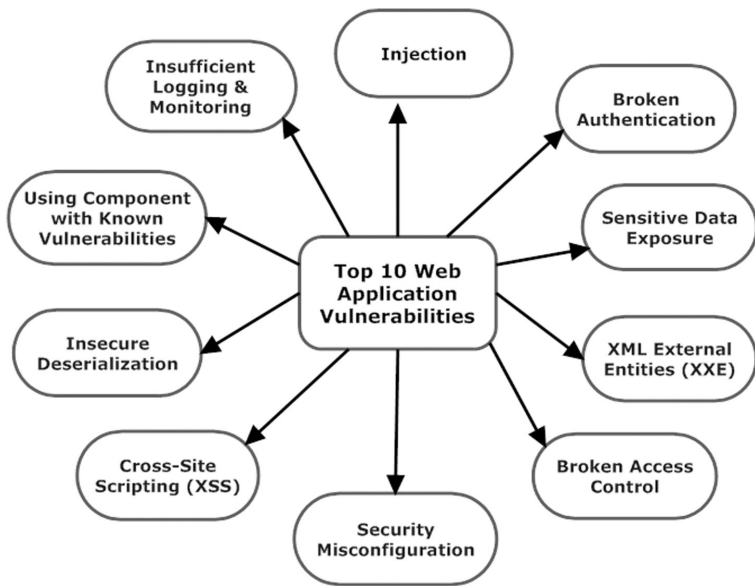 Injection
Broken
Authentication
Sensitive Data
Exposure
XML External
Entities (XXE)
Broken Access
Control
Security
Misconfiguration
Cross-Site
Scripting (XSS)
Insecure
Deserialization
Using Component
with Known
Vulnerabilities
Insufficient
Logging &
Monitoring
Top 10 Web
Application
Vulnerabilities